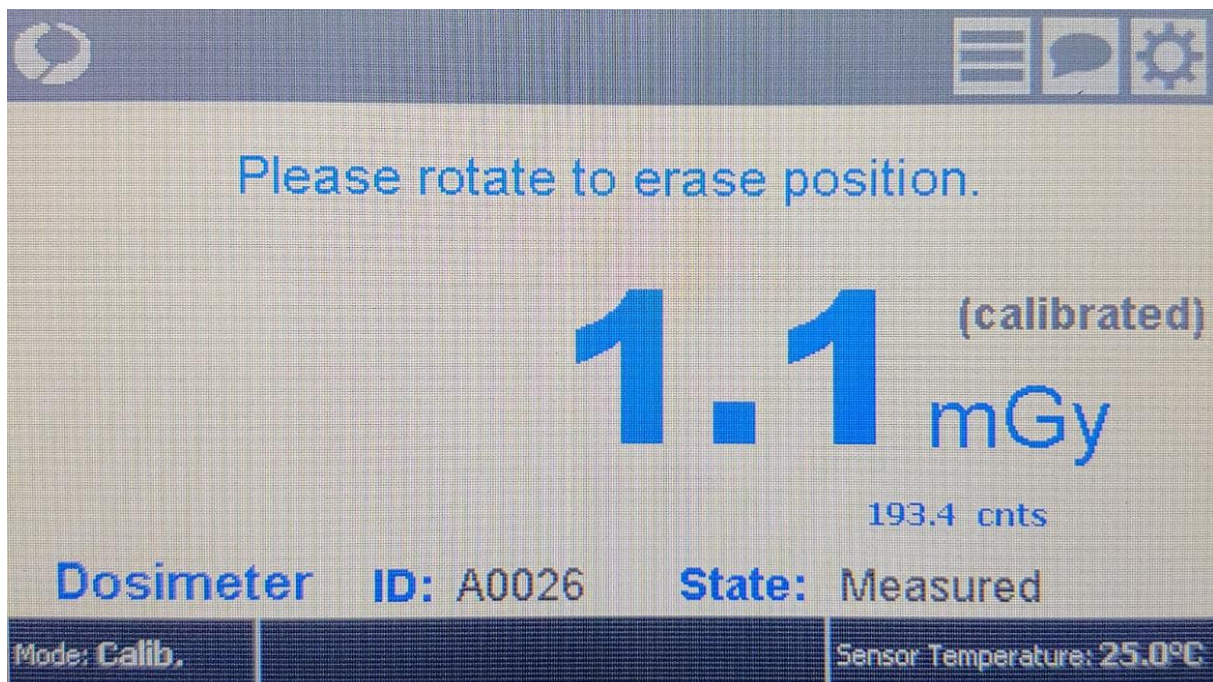 Please rotate to erase position.
(calibrated)
1.1 mGy
193.4 cnts
Dosimeter ID: A0026 State: Measured
Mode: Calib. Sensor Temperature: 25.0ºC